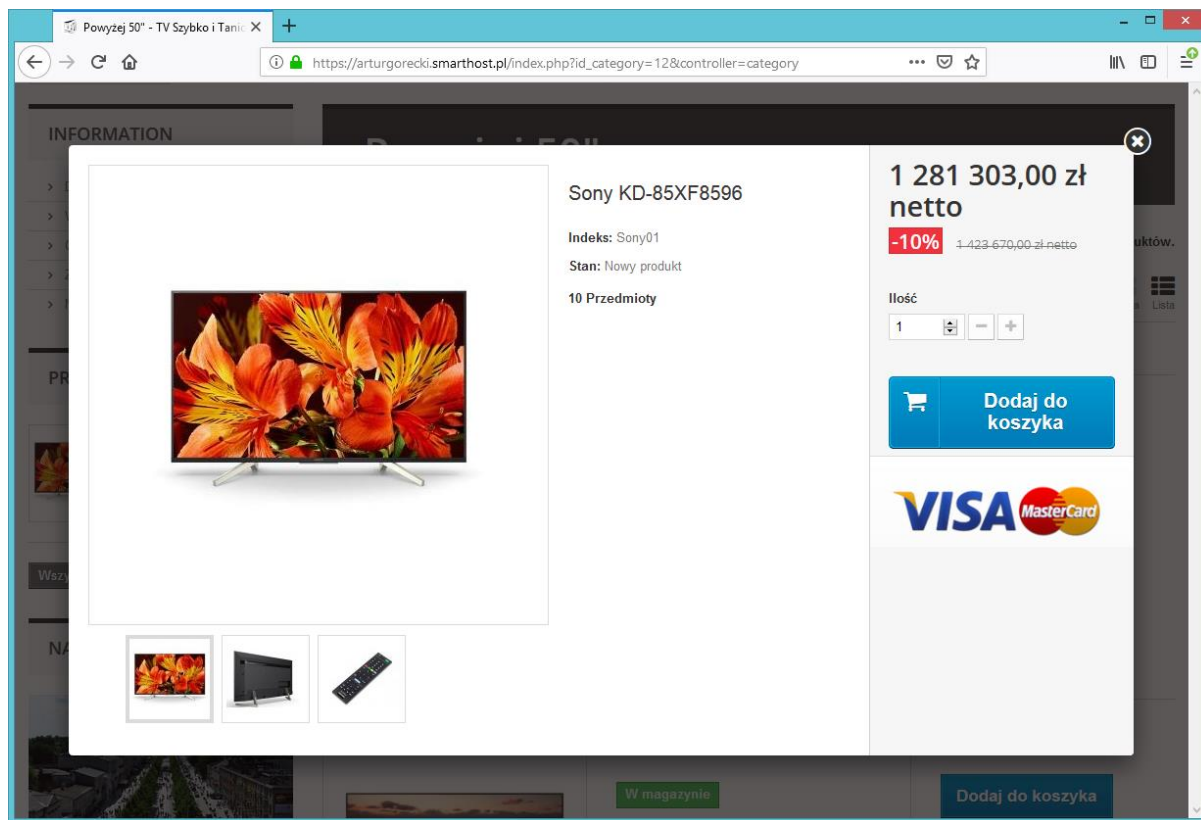 Powyżej 50" - TV Szybko i Tanio
https://arturgorecki.smarthost.pl/index.php?id_category=12&controller=category
INFORMATION
Sony KD-85XF8596
Indeks: Sony01
Stan: Nowy produkt
10 Przedmioty
1 281 303,00 zł
netto
-10% 1 423 670,00 zł netto
Ilość
1
Dodaj do
koszyka
VISA MasterCard
uktów.
Lista
PR
Wszy
NA
W magazynie
Dodaj do koszyka